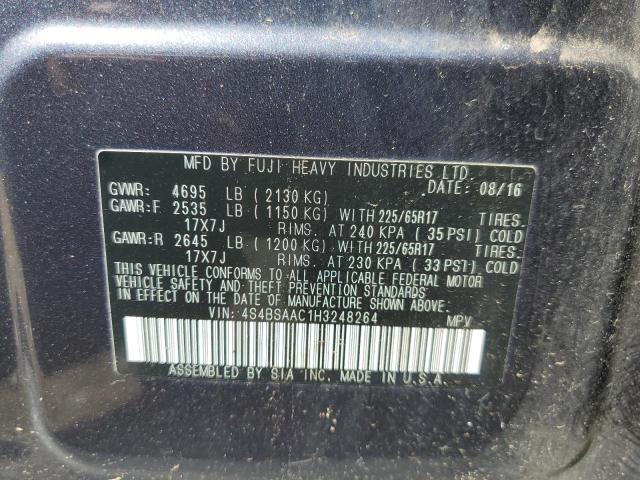 MFD BY FUJI HEAVY INDUSTRIES LTD.
DATE: 08/16
GVWR: 4695 LB (2130 KG)
GAWR:F 2535 LB (1150 KG) WITH 225/65R17 TIRES.
17X7J RIMS. AT 240 KPA (35 PSI) COLD
GAWR:R 2645 LB (1200 KG) WITH 225/65R17 TIRES.
17X7J RIMS. AT 230 KPA (33 PSI) COLD
THIS VEHICLE CONFORMS TO ALL APPLICABLE FEDERAL MOTOR
VEHICLE SAFETY AND THEFT PREVENTION STANDARDS
IN EFFECT ON THE DATE OF MANUFACTURE SHOWN ABOVE.
VIN: 4S4BSAAC1H3248264 MPV
ASSEMBLED BY SIA INC. MADE IN U.S.A.